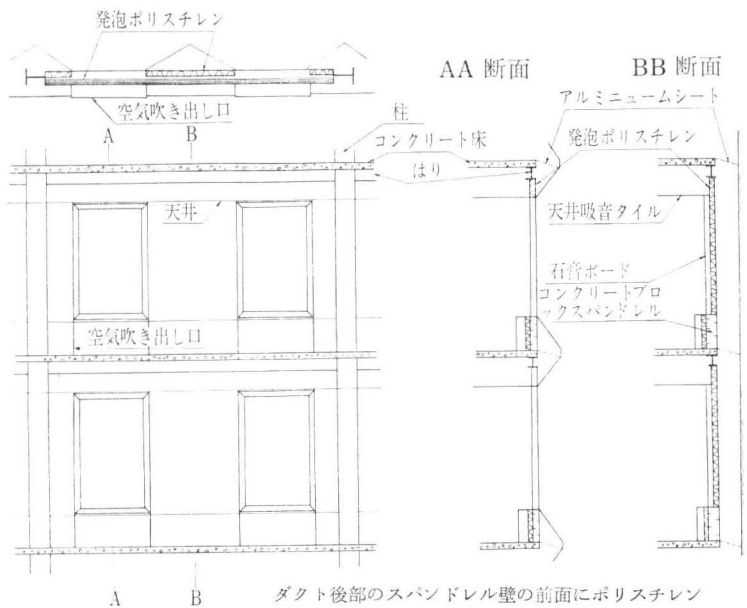 発泡ポリスチレン
AA 断面
BB 断面
空気吹き出し口
アルミニュームシート
柱
A
B
コンクリート床
発泡ポリスチレン
はり
天井
天井吸音タイル
石膏ボード
コンクリートブロ
ックスパンドレル
空気吹き出し口
A
B
ダクト後部のスパンドレル壁の前面にポリスチレン